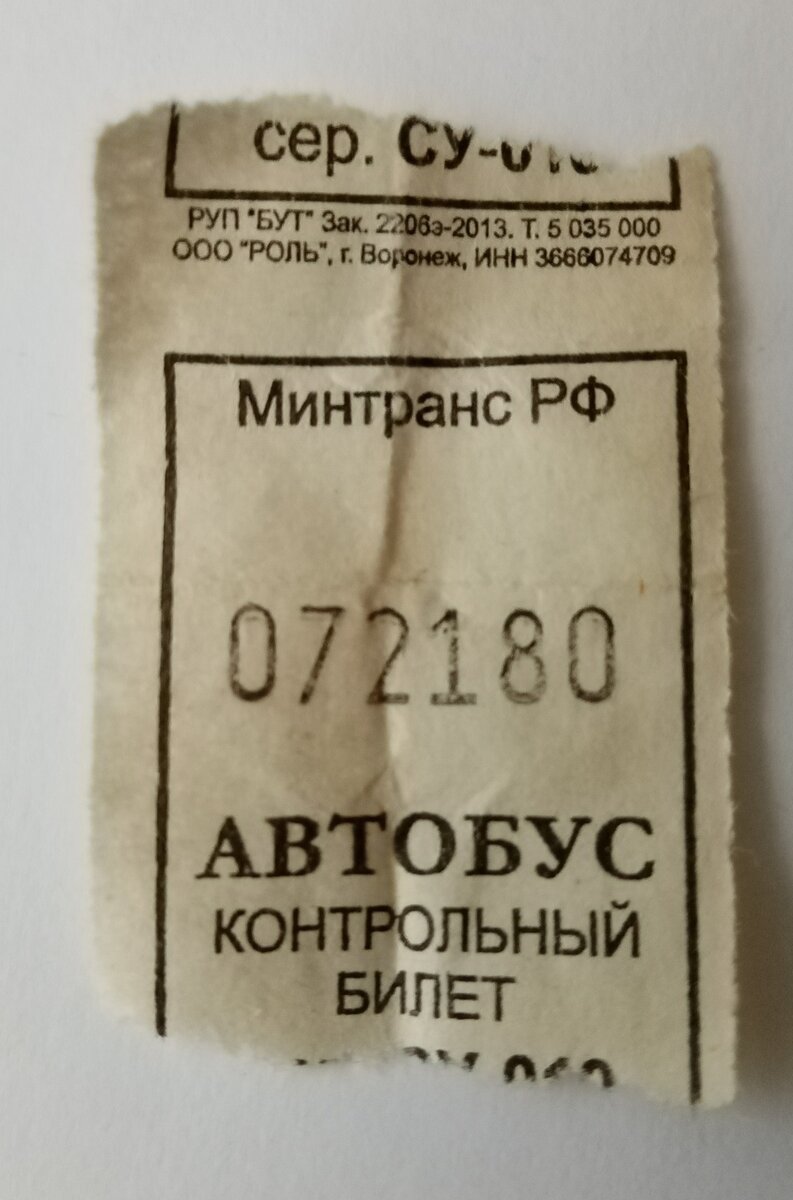 сер. СУ-
РУП "БУТ" Зак. 2206э-2013. Т. 5 035 000
ООО "РОЛЬ", г. Воронеж, ИНН 3666074709
Минтранс РФ
072180
АВТОБУС
КОНТРОЛЬНЫЙ
БИЛЕТ